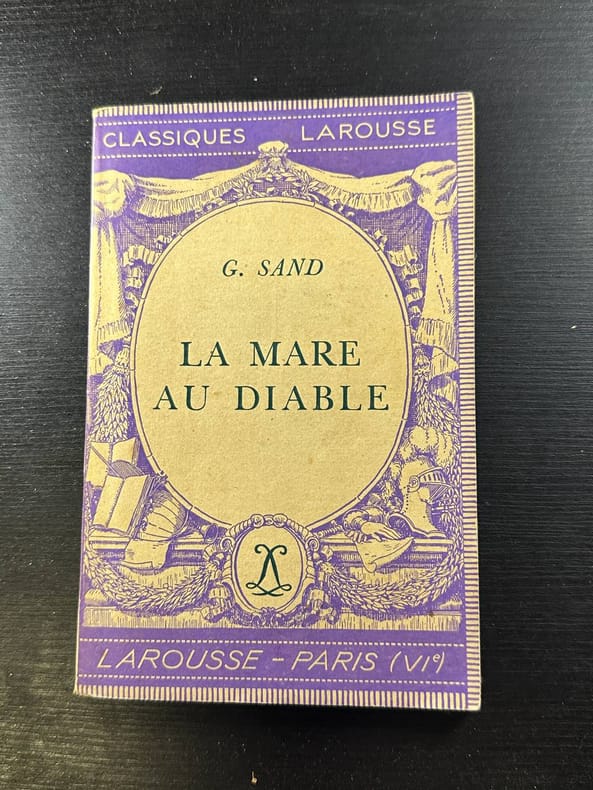 CLASSIQUES LAROUSSE
G. SAND
LA MARE
AU DIABLE
LAROUSSE - PARIS (VIe)